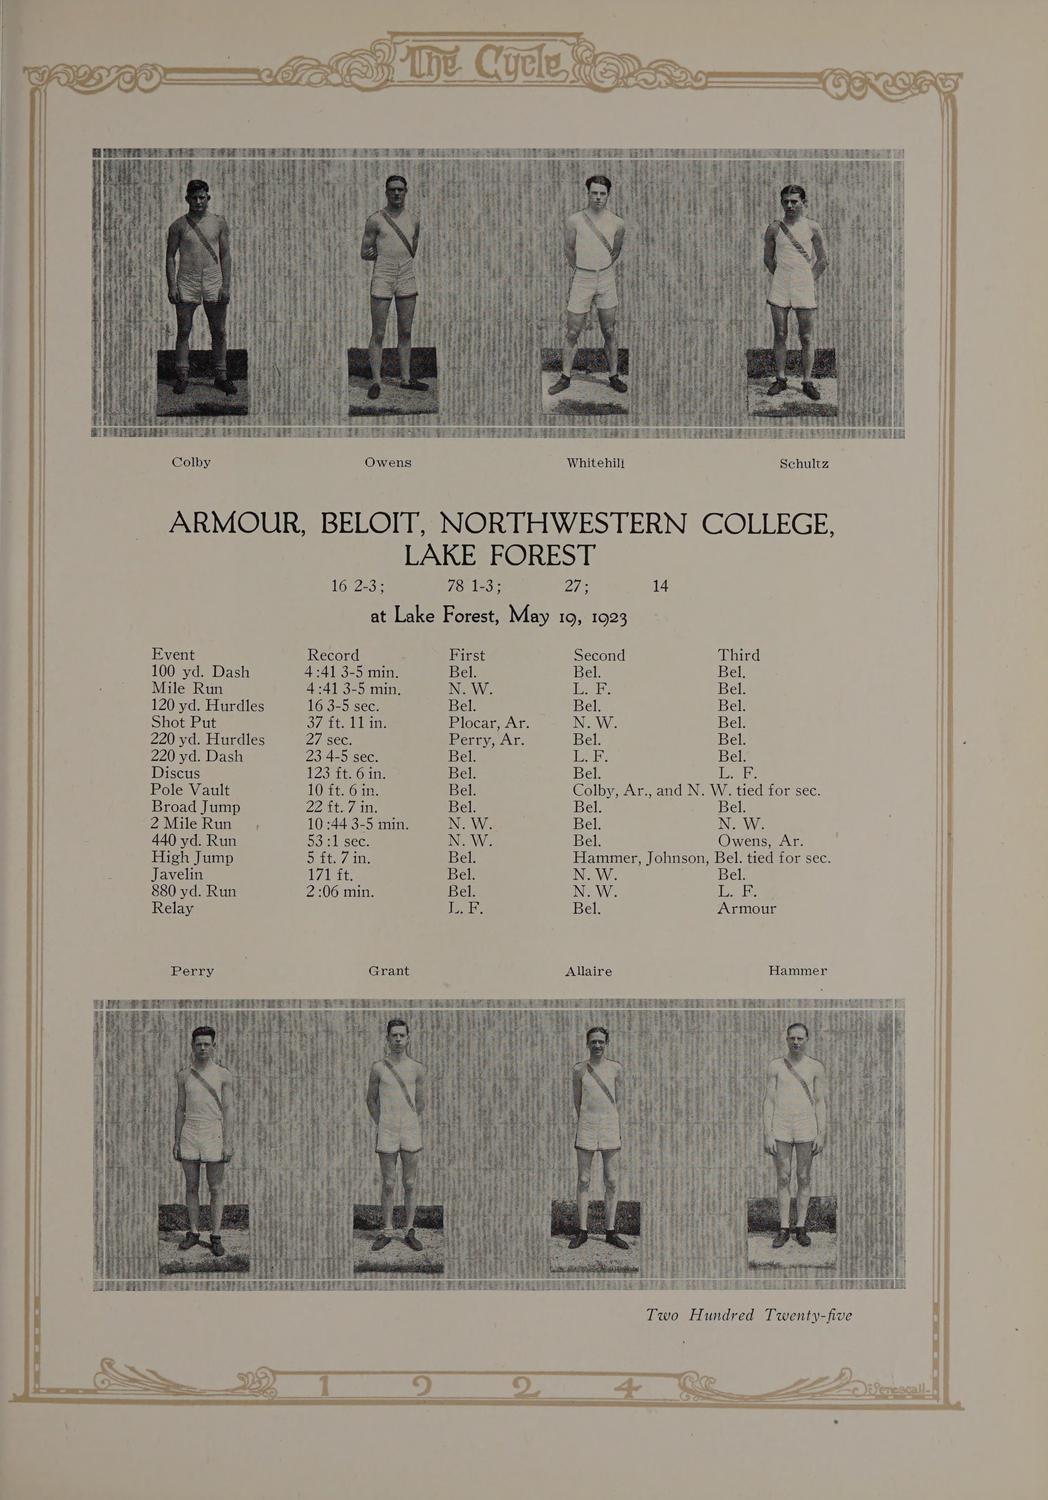 The Cycle
Colby Owens Whitehill Schultz
ARMOUR, BELOIT, NORTHWESTERN COLLEGE,
LAKE FOREST
16 2-3; 78 1-3; 27; 14
at Lake Forest, May 19, 1923
Event Record First Second Third
100 yd. Dash 4:41 3-5 min. Bel. Bel. Bel.
Mile Run 4:41 3-5 min. N. W. L. F. Bel.
120 yd. Hurdles 16 3-5 sec. Bel. Bel. Bel.
Shot Put 37 ft. 11 in. Plocar, Ar. N. W. Bel.
220 yd. Hurdles 27 sec. Perry, Ar. Bel. Bel.
220 yd. Dash 23 4-5 sec. Bel. L. F. Bel.
Discus 123 ft. 6 in. Bel. Bel. L. F.
Pole Vault 10 ft. 6 in. Bel. Colby, Ar., and N. W. tied for sec.
Broad Jump 22 ft. 7 in. Bel. Bel. Bel.
2 Mile Run 10:44 3-5 min. N. W. Bel. N. W.
440 yd. Run 53:1 sec. N. W. Bel. Owens, Ar.
High Jump 5 ft. 7 in. Bel. Hammer, Johnson, Bel. tied for sec.
Javelin 171 ft. Bel. N. W. Bel.
880 yd. Run 2:06 min. Bel. N. W. L. F.
Relay L. F. Bel. Armour
Perry Grant Allaire Hammer
Two Hundred Twenty-five
1 9 2 4